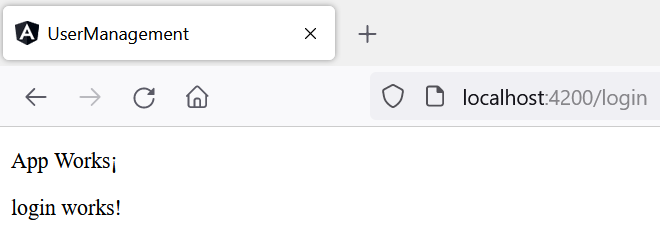 UserManagement
localhost:4200/login
App Works¡
login works!